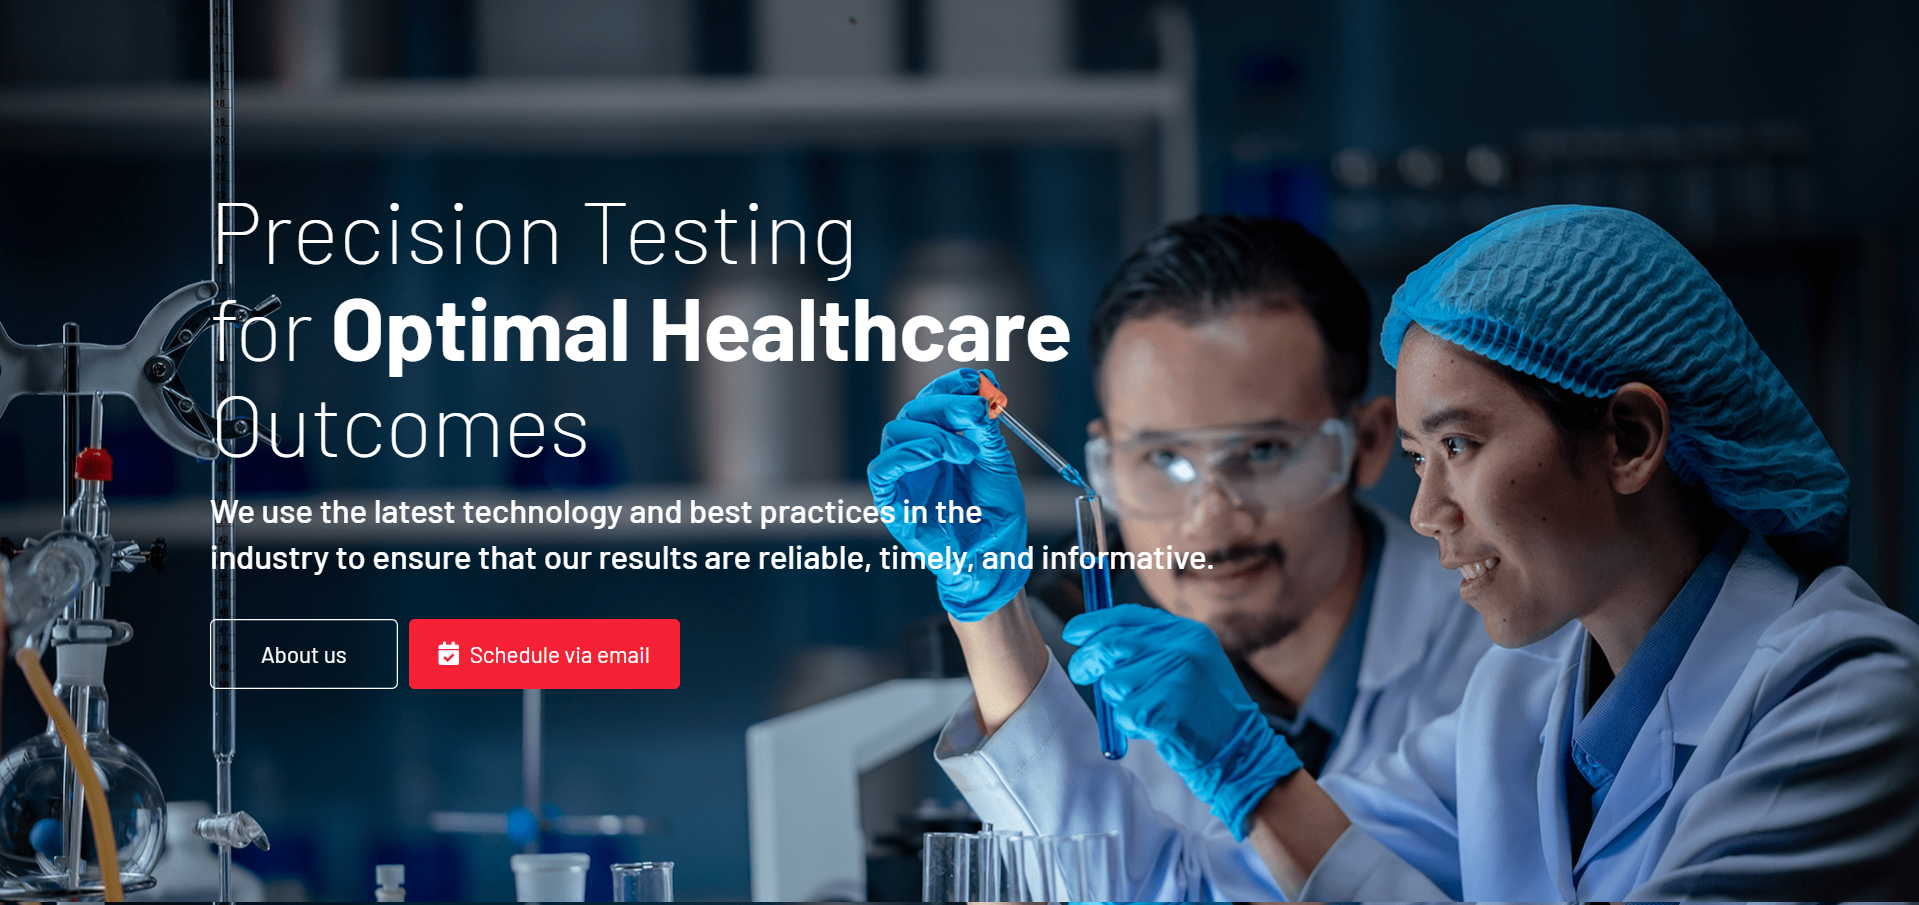 Precision Testing
for Optimal Healthcare
Outcomes
We use the latest technology and best practices in the
industry to ensure that our results are reliable, timely, and informative.
About us
Schedule via email